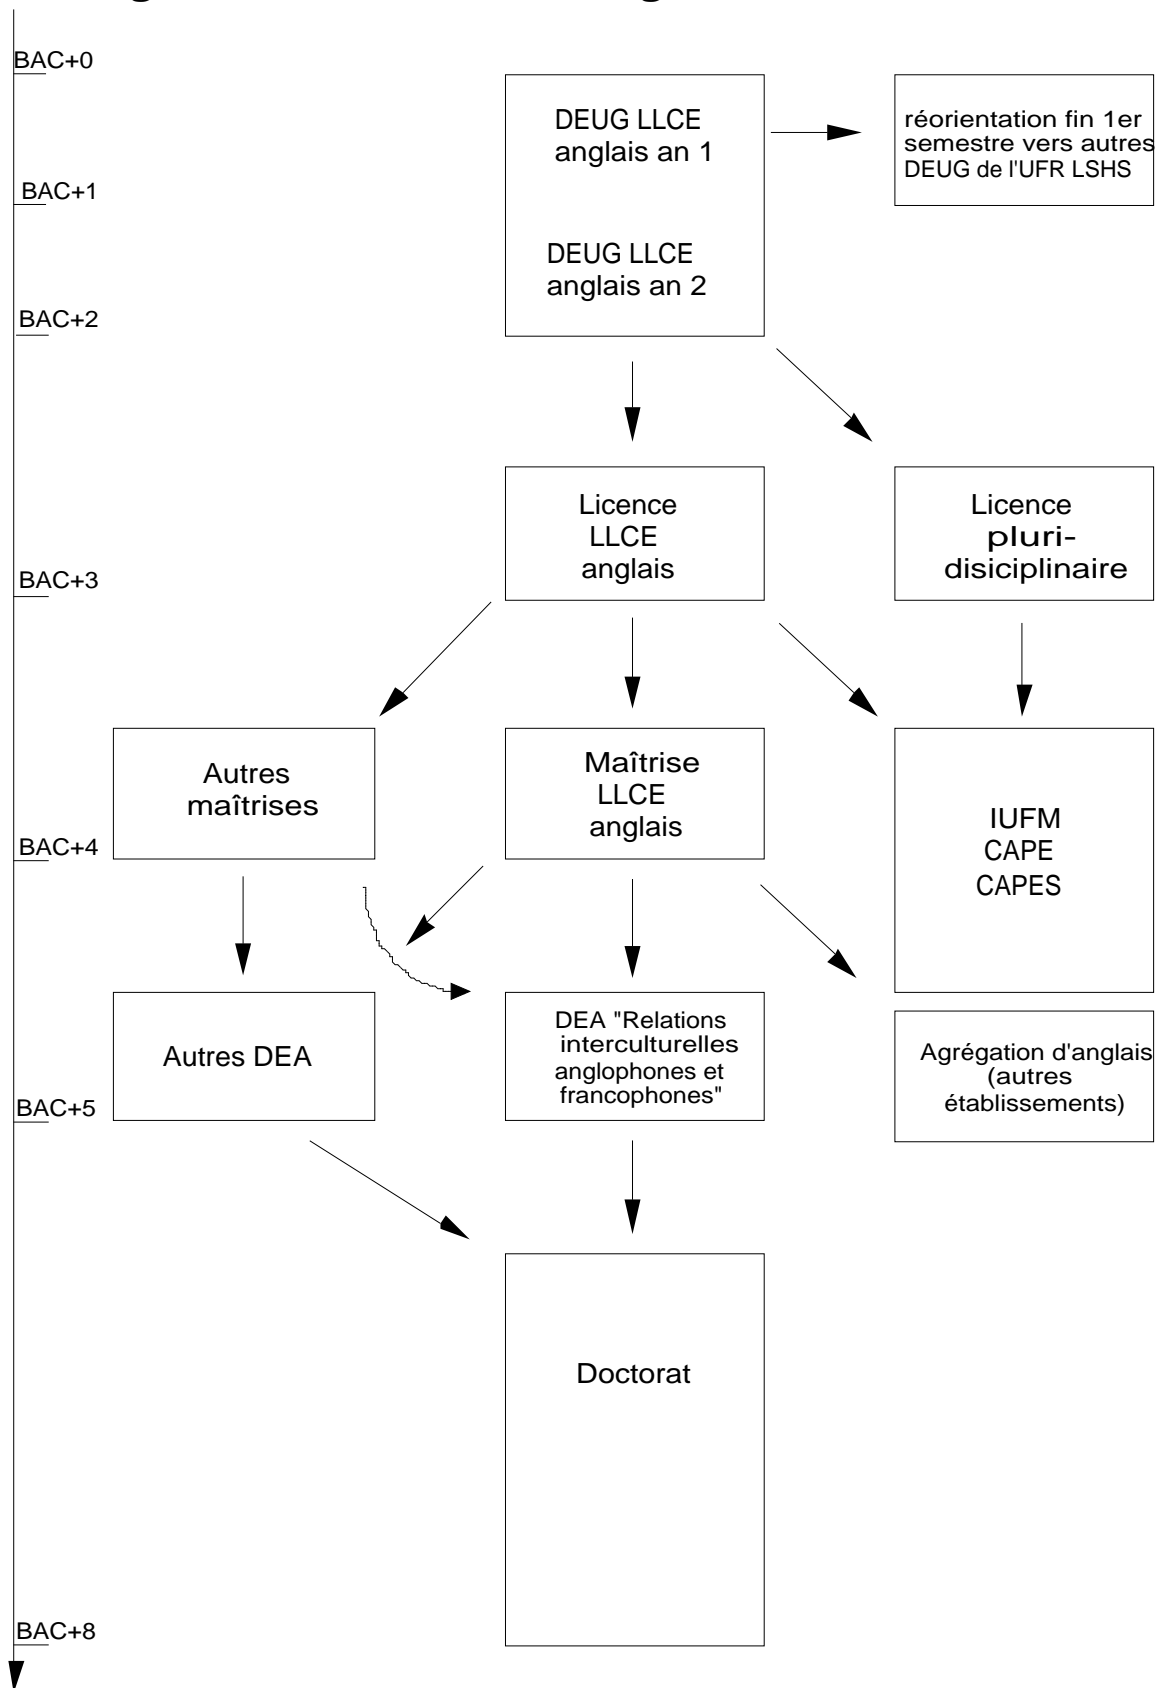 BAC+0
DEUG LLCE
anglais an 1
réorientation fin 1er
semestre vers autres
DEUG de l'UFR LSHS
BAC+1
DEUG LLCE
anglais an 2
BAC+2
Licence
LLCE
anglais
Licence
pluri-
disiciplinaire
BAC+3
Autres
maîtrises
Maîtrise
LLCE
anglais
IUFM
CAPE
CAPES
BAC+4
Autres DEA
DEA "Relations
interculturelles
anglophones et
francophones"
Agrégation d'anglais
(autres
établissements)
BAC+5
Doctorat
BAC+8